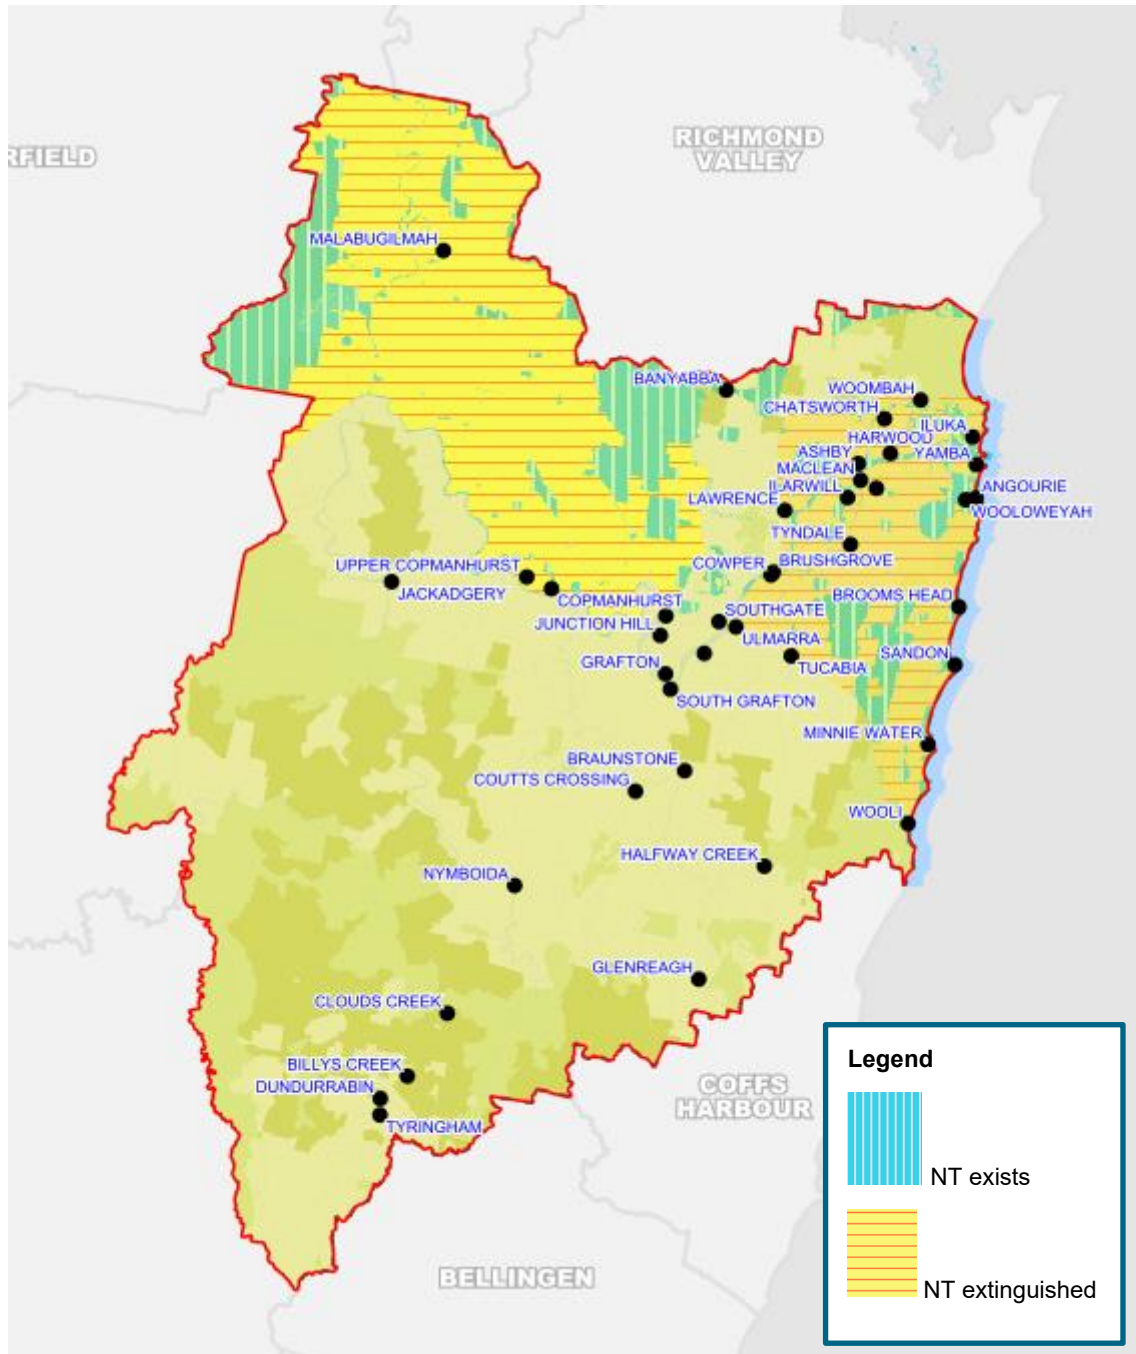 RICHMOND
VALLEY
RFIELD
MALABUGILMAH
BANYABBA
WOOMBAH
CHATSWORTH
ILUKA
HARWOOD
ASHBY
YAMBA
MACLEAN
ILARWILL
ANGOURIE
LAWRENCE
WOOLOWEYAH
TYNDALE
UPPER COPMANHURST
COWPER
BRUSHGROVE
JACKADGERY
COPMANHURST
BROOMS HEAD
SOUTHGATE
JUNCTION HILL
ULMARRA
GRAFTON
TUCABIA
SANDON
SOUTH GRAFTON
MINNIE WATER
BRAUNSTONE
COUTTS CROSSING
WOOLI
HALFWAY CREEK
NYMBOIDA
GLENREAGH
CLOUDS CREEK
BILLYS CREEK
DUNDURRABIN
TYRINGHAM
COFFS
HARBOUR
BELLINGEN
Legend
NT exists
NT extinguished